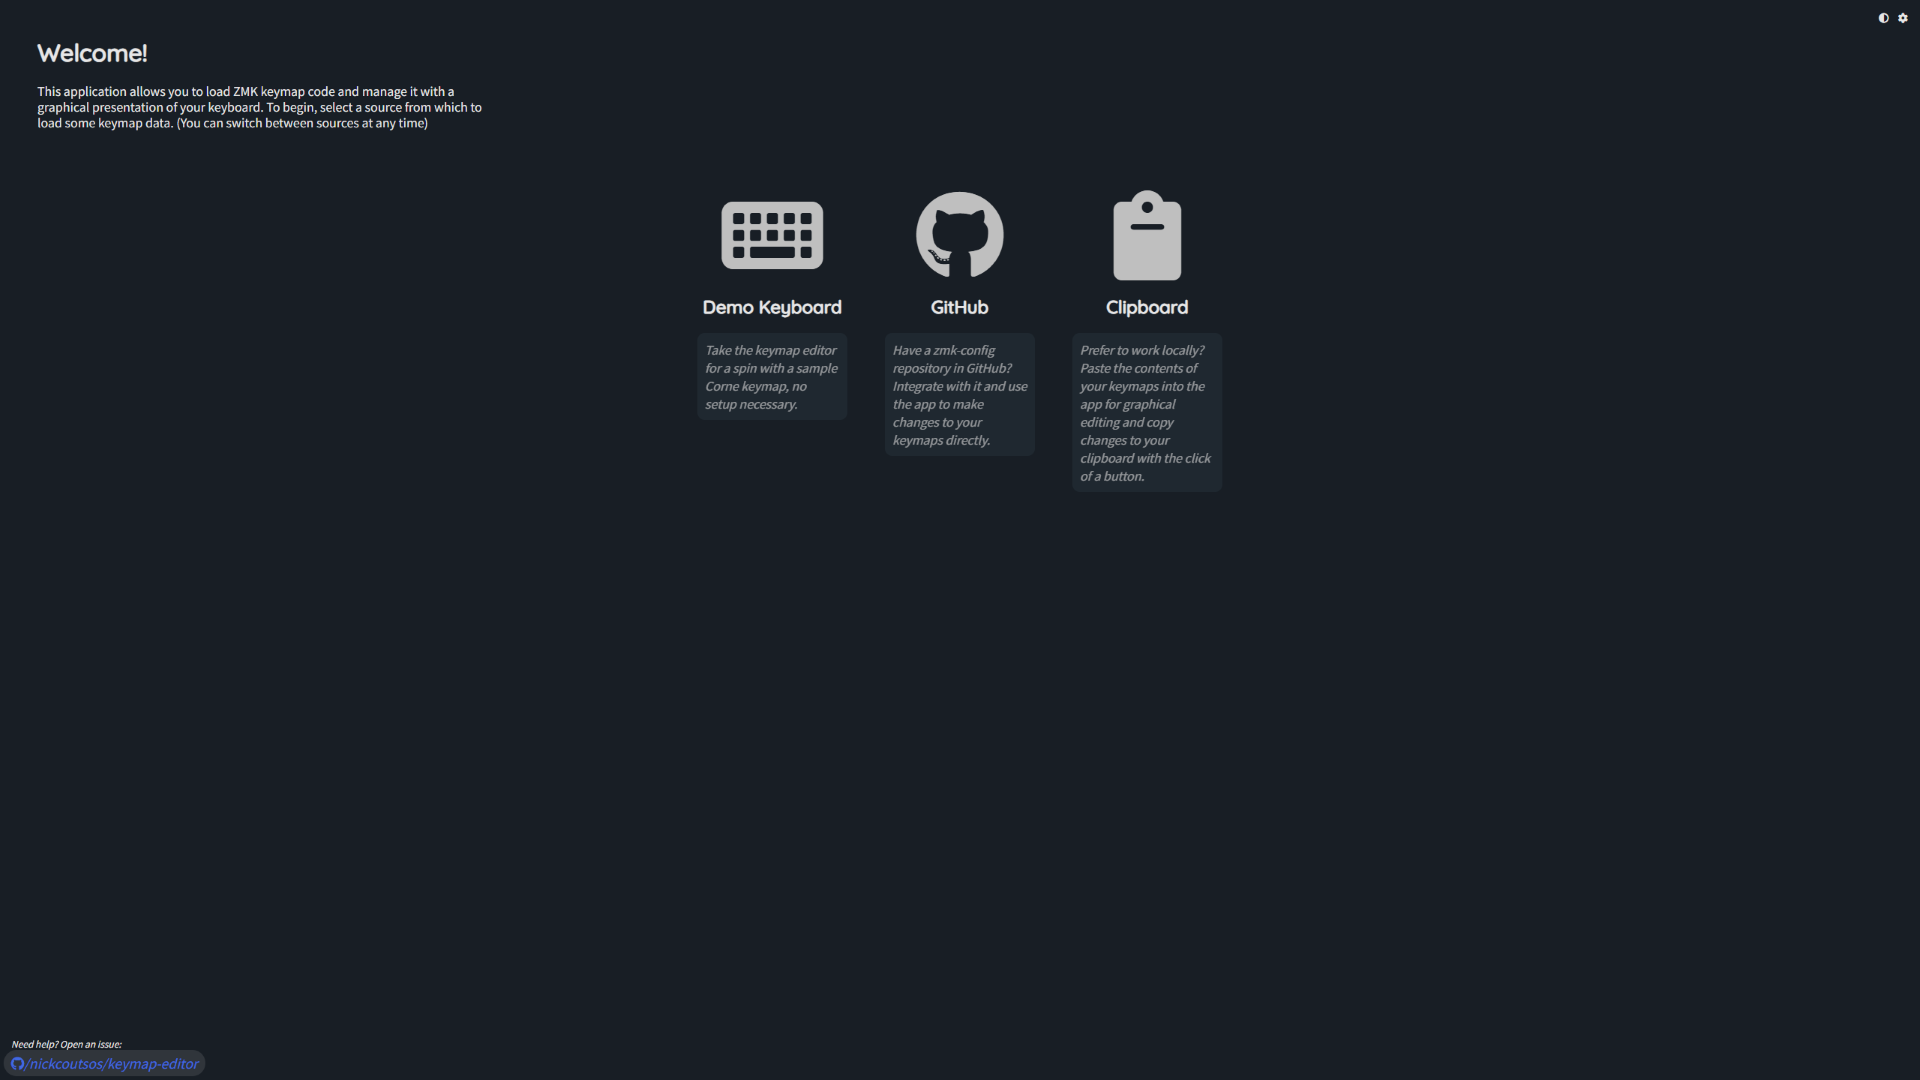 Welcome!
This application allows you to load ZMK keymap code and manage it with a
graphical presentation of your keyboard. To begin, select a source from which to
load some keymap data. (You can switch between sources at any time)
Demo Keyboard
Take the keymap editor
for a spin with a sample
Corne keymap, no
setup necessary.
GitHub
Have a zmk-config
repository in GitHub?
Integrate with it and use
the app to make
changes to your
keymaps directly.
Clipboard
Prefer to work locally?
Paste the contents of
your keymaps into the
app for graphical
editing and copy
changes to your
clipboard with the click
of a button.
Need help? Open an issue:
/nickcoutsos/keymap-editor